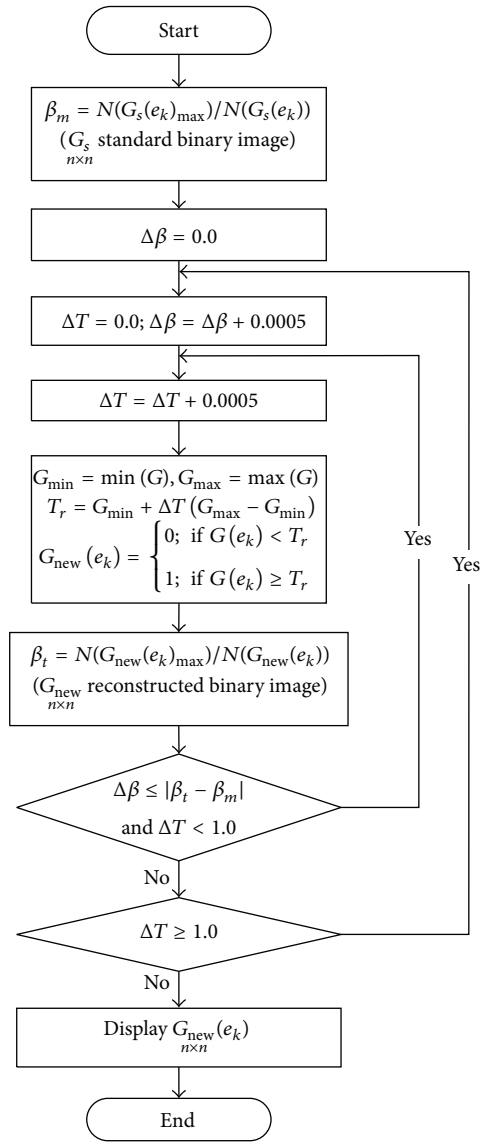 Start
β_m = N(G_s(e_k)_max)/N(G_s(e_k))
(G_s standard binary image)
n×n
Δβ = 0.0
ΔT = 0.0; Δβ = Δβ + 0.0005
ΔT = ΔT + 0.0005
G_min = min (G), G_max = max (G)
T_r = G_min + ΔT (G_max − G_min)
G_new (e_k) = {0; if G(e_k) < T_r
1; if G(e_k) ≥ T_r
β_t = N(G_new(e_k)_max)/N(G_new(e_k))
(G_new reconstructed binary image)
n×n
Δβ ≤ |β_t − β_m|
and ΔT < 1.0
Yes
Yes
No
ΔT ≥ 1.0
No
Display G_new(e_k)
n×n
End